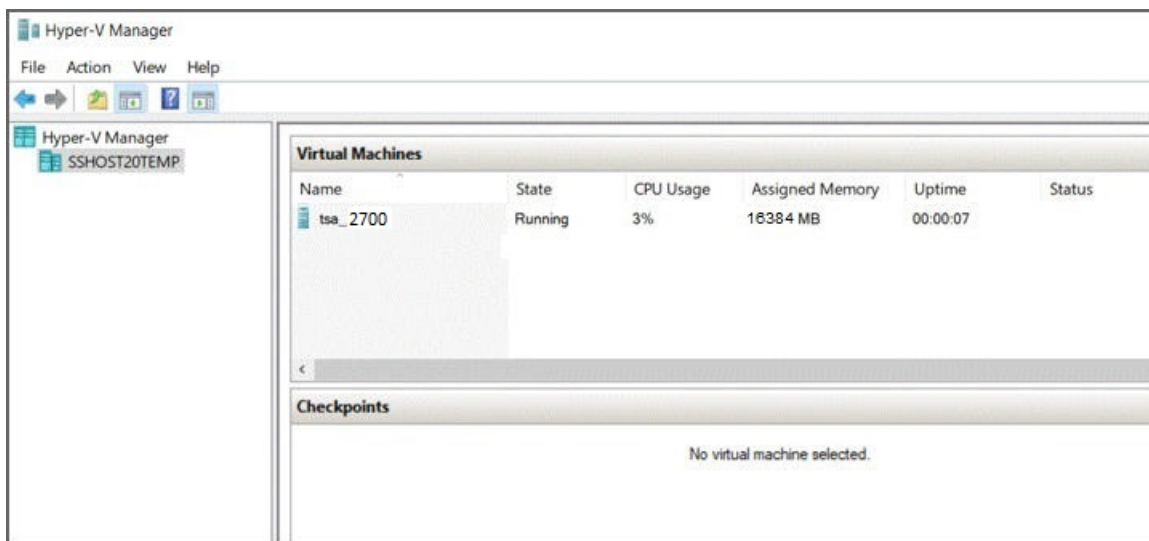 Hyper-V Manager
File Action View Help
Hyper-V Manager
SSHOST20TEMP
Virtual Machines
Name State CPU Usage Assigned Memory Uptime Status
tsa_2700 Running 3% 16384 MB 00:00:07
Checkpoints
No virtual machine selected.